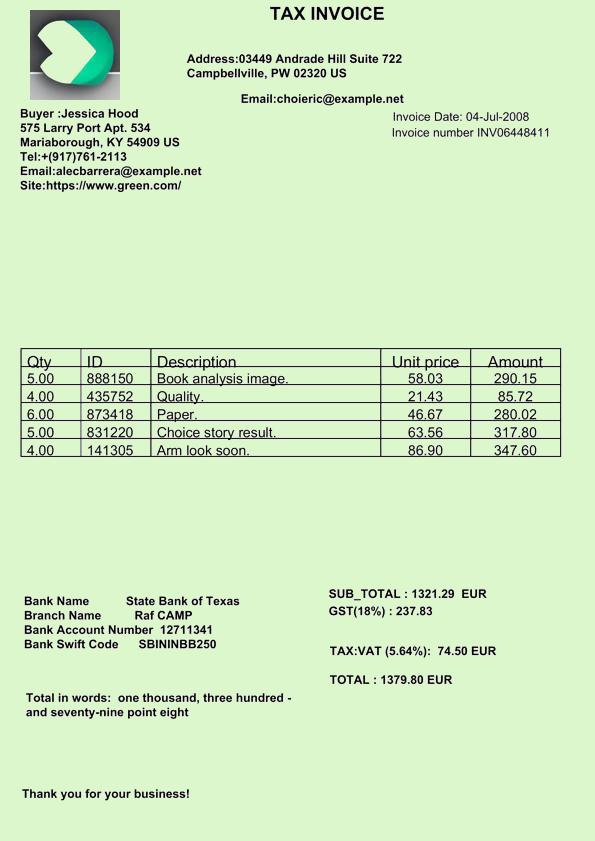 TAX INVOICE
Address:03449 Andrade Hill Suite 722
Campbellville, PW 02320 US
Email:choieric@example.net
Buyer :Jessica Hood
575 Larry Port Apt. 534
Mariaborough, KY 54909 US
Tel:+(917)761-2113
Email:alecbarrera@example.net
Site:https://www.green.com/
Invoice Date: 04-Jul-2008
Invoice number INV06448411
Qty ID Description Unit price Amount
5.00 888150 Book analysis image. 58.03 290.15
4.00 435752 Quality. 21.43 85.72
6.00 873418 Paper. 46.67 280.02
5.00 831220 Choice story result. 63.56 317.80
4.00 141305 Arm look soon. 86.90 347.60
Bank Name State Bank of Texas
Branch Name Raf CAMP
Bank Account Number 12711341
Bank Swift Code SBININBB250
SUB_TOTAL : 1321.29 EUR
GST(18%) : 237.83
TAX:VAT (5.64%): 74.50 EUR
TOTAL : 1379.80 EUR
Total in words: one thousand, three hundred -
and seventy-nine point eight
Thank you for your business!